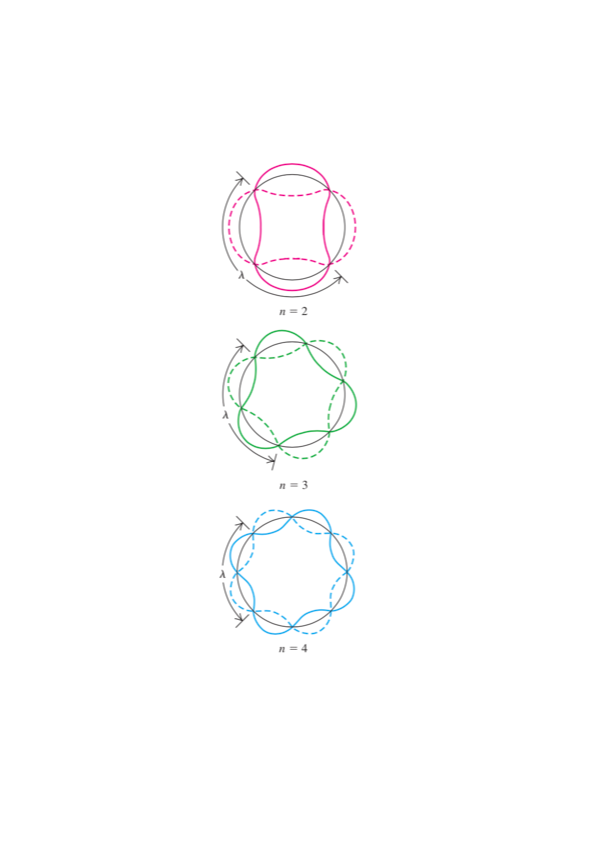 λ
n = 2
λ
n = 3
λ
n = 4